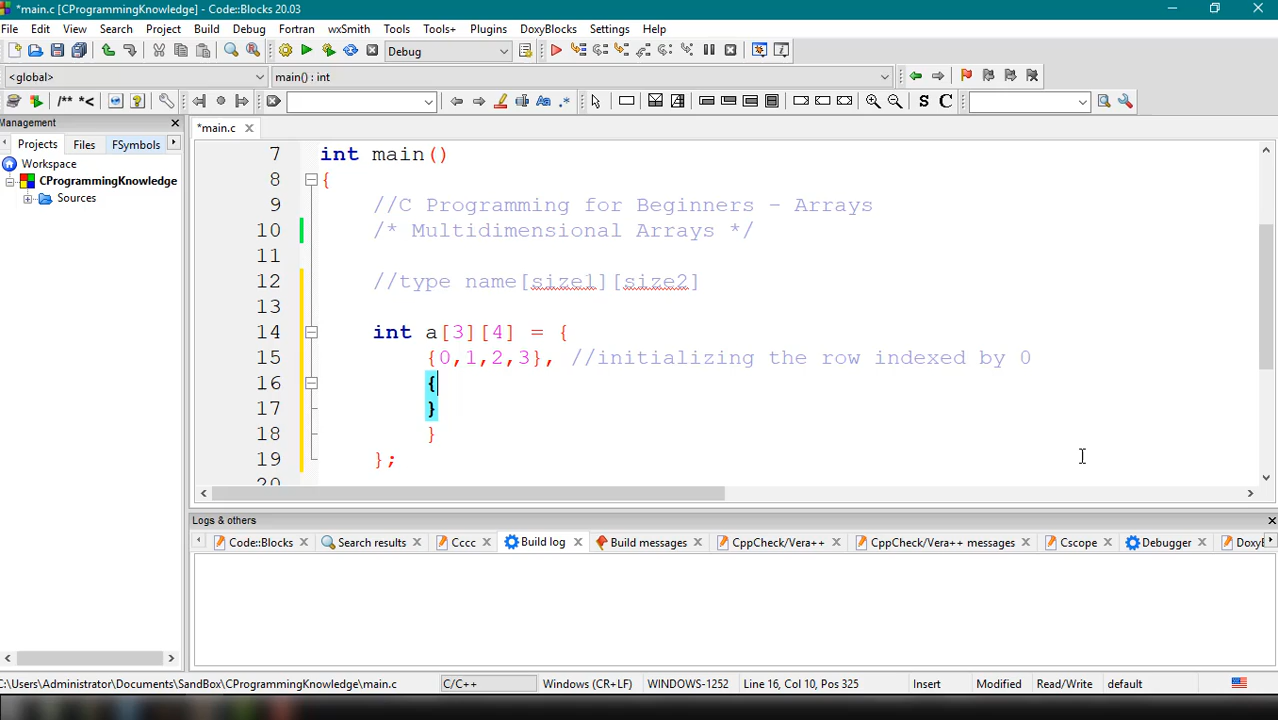 *main.c [CProgrammingKnowledge] - Code::Blocks 20.03
File Edit View Search Project Build Debug Fortran wxSmith Tools Tools+ Plugins DoxyBlocks Settings Help
Debug
<global> main() : int
/** *<
S C
Management
*main.c
Projects Files FSymbols
Workspace
CProgrammingKnowledge
Sources
7 int main()
8 {
9 //C Programming for Beginners - Arrays
10 /* Multidimensional Arrays */
11
12 //type name[size1][size2]
13
14 int a[3][4] = {
15 {0,1,2,3}, //initializing the row indexed by 0
16 {
17 }
18 }
19 };
20
Logs & others
Code::Blocks Search results Cccc Build log Build messages CppCheck/Vera++ CppCheck/Vera++ messages Cscope Debugger DoxyB
C:\Users\Administrator\Documents\SandBox\CProgrammingKnowledge\main.c C/C++ Windows (CR+LF) WINDOWS-1252 Line 16, Col 10, Pos 325 Insert Modified Read/Write default